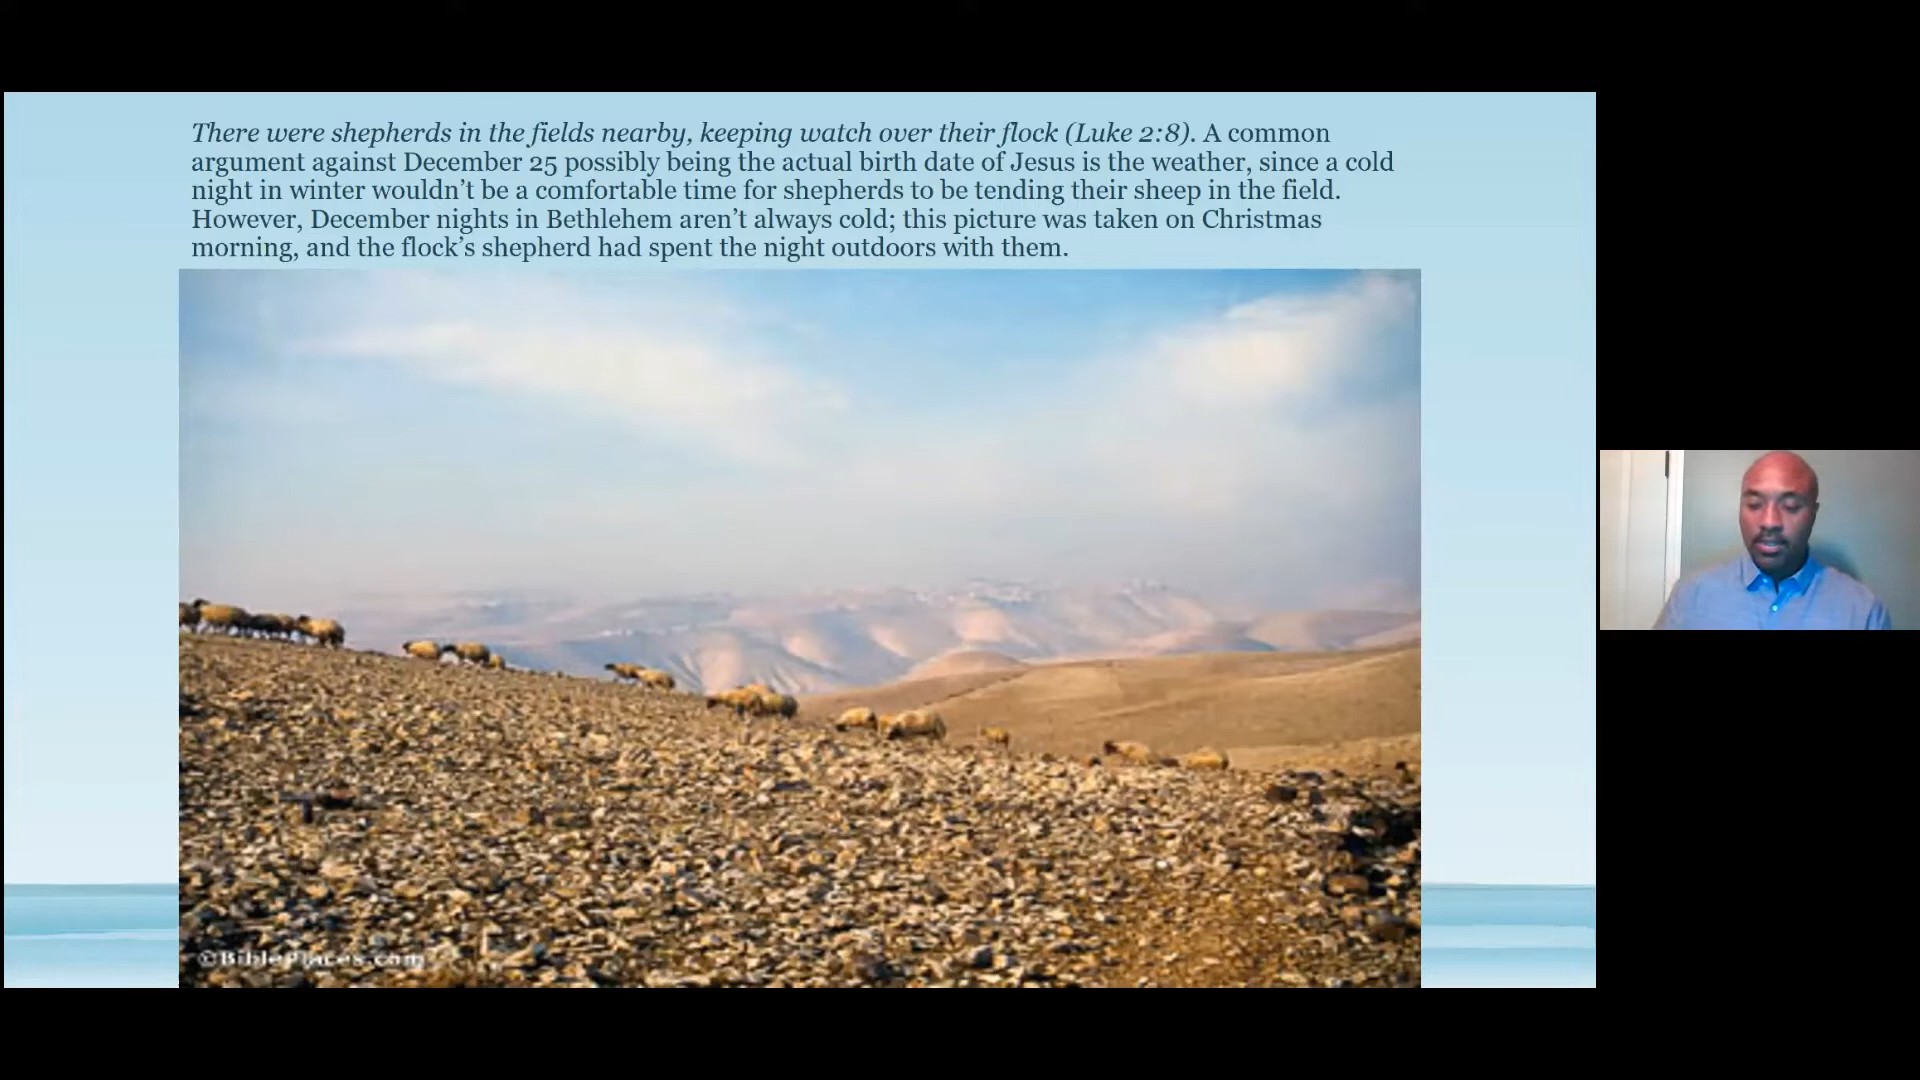 There were shepherds in the fields nearby, keeping watch over their flock (Luke 2:8). A common
argument against December 25 possibly being the actual birth date of Jesus is the weather, since a cold
night in winter wouldn't be a comfortable time for shepherds to be tending their sheep in the field.
However, December nights in Bethlehem aren't always cold; this picture was taken on Christmas
morning, and the flock's shepherd had spent the night outdoors with them.
©BiblePlaces.com